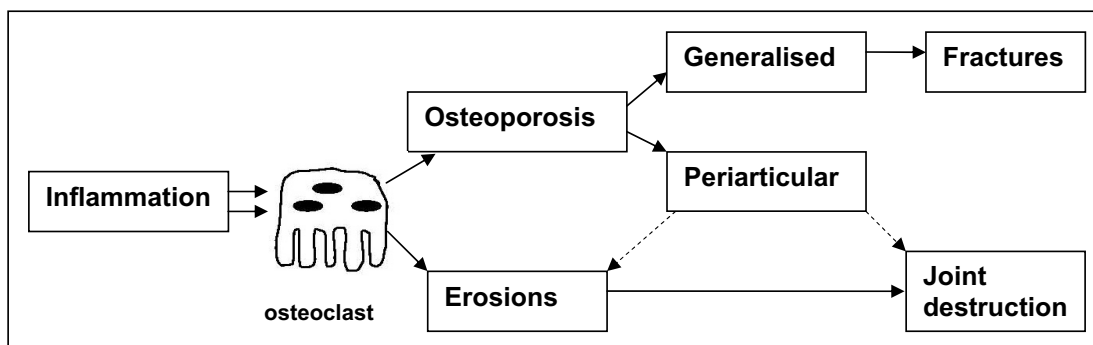 Generalised
Fractures
Osteoporosis
Inflammation
Periarticular
Erosions
Joint
destruction
osteoclast